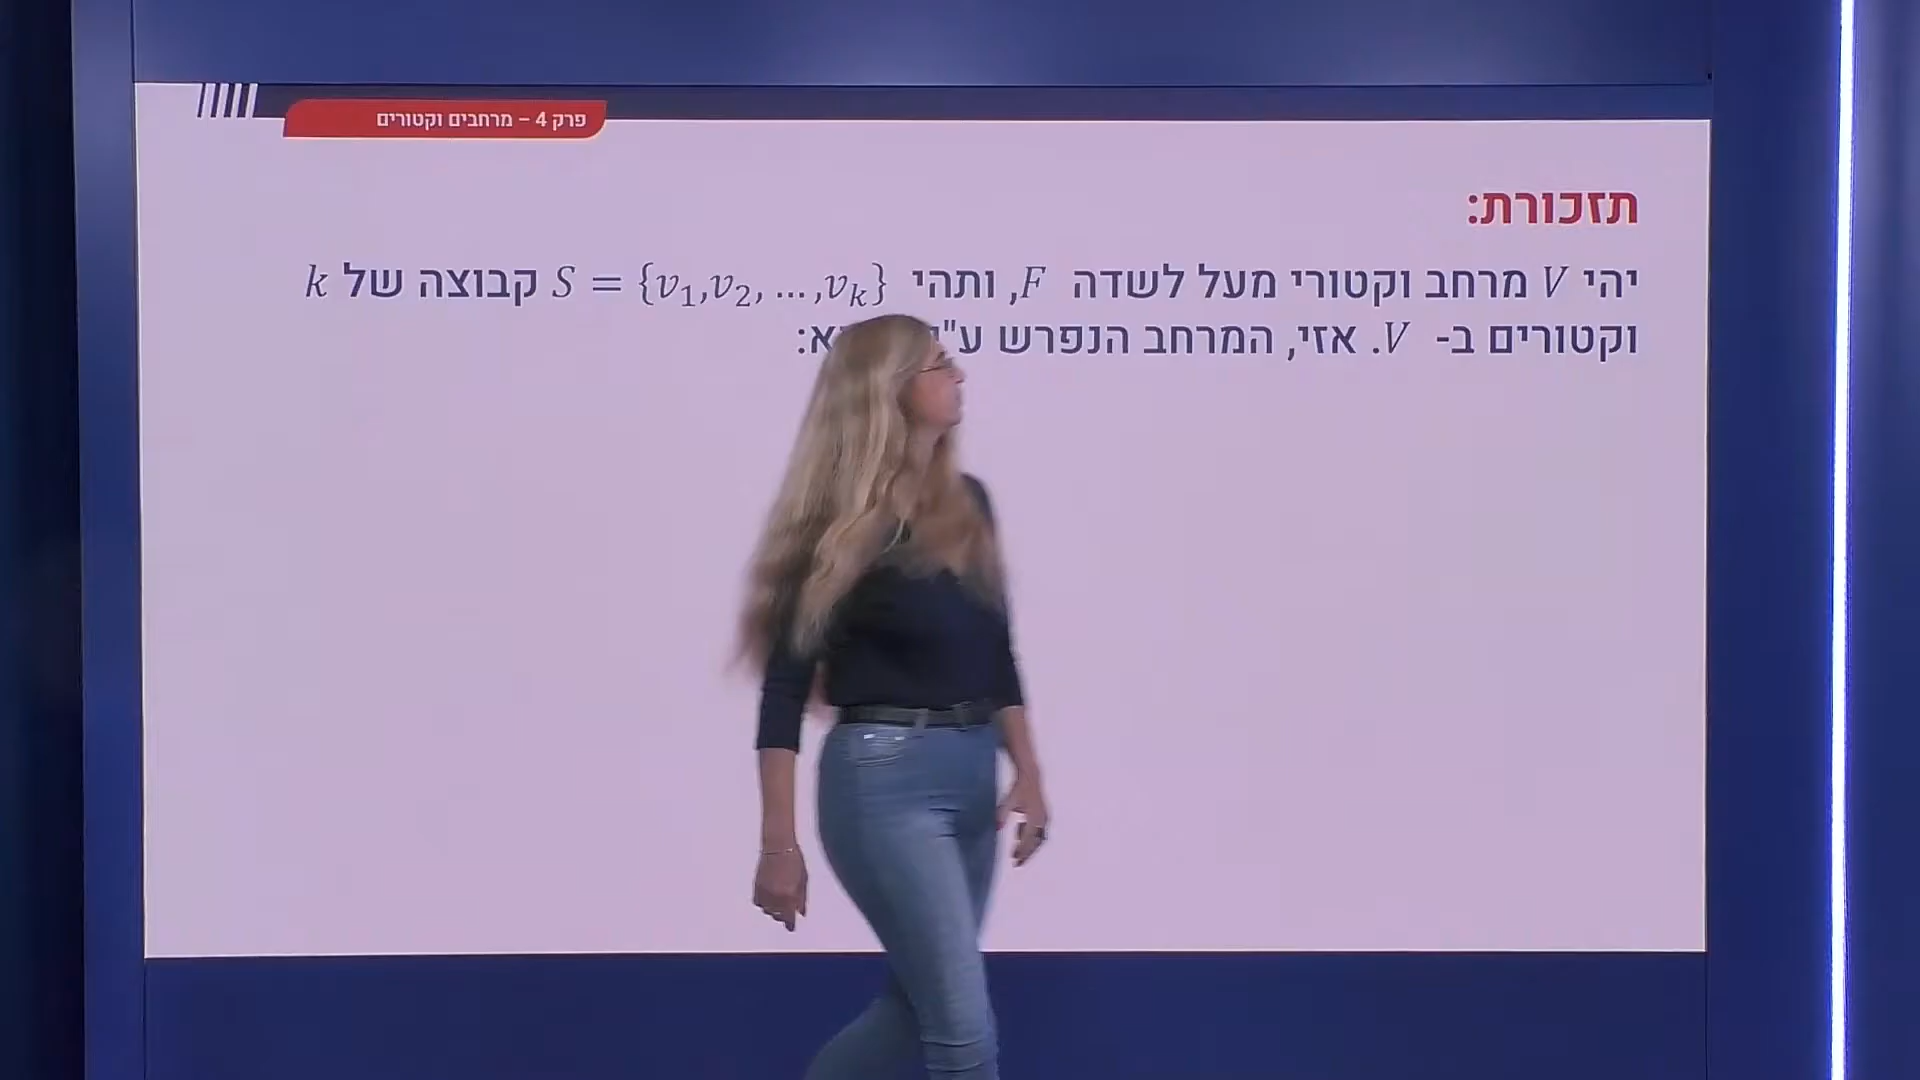 פרק 4 – מרחבים וקטורים
תזכורת:
יהי V מרחב וקטורי מעל לשדה F, ותהי S = {v₁,v₂, ... ,vₖ} קבוצה של k
וקטורים ב- V. אזי, המרחב הנפרש ע"י